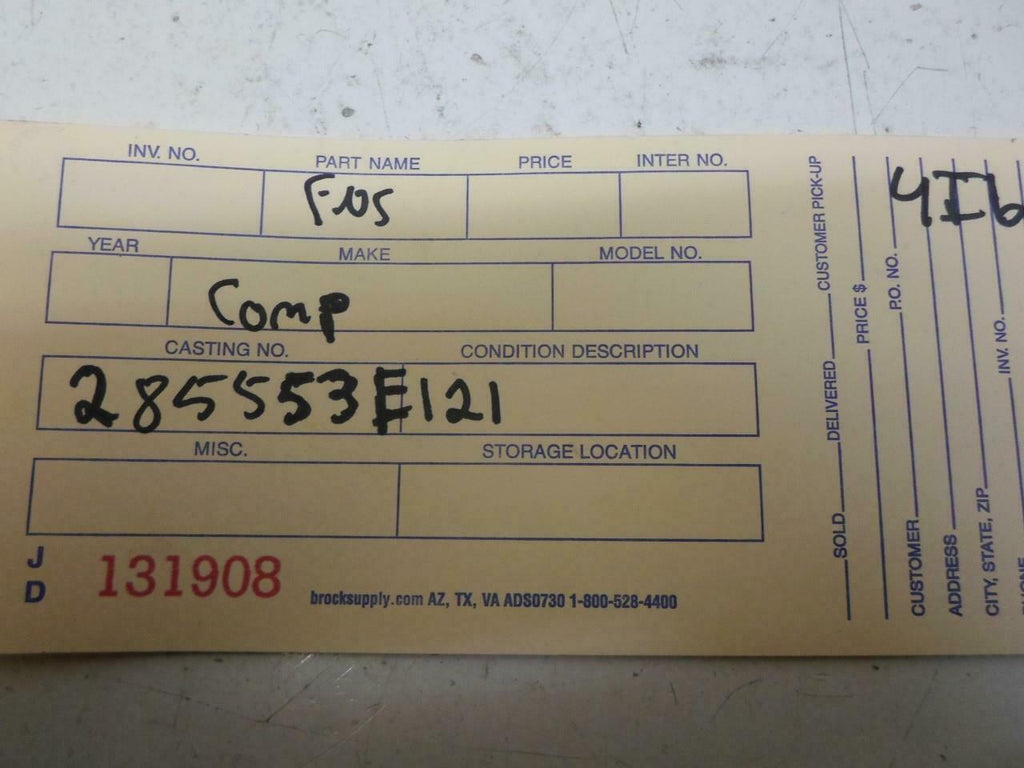 INV. NO. PART NAME PRICE INTER NO.
Fus
YEAR MAKE MODEL NO.
Comp
CASTING NO. CONDITION DESCRIPTION
285553E121
MISC. STORAGE LOCATION
J D
131908
brocksupply.com AZ, TX, VA ADS0730 1-800-528-4400
SOLD DELIVERED CUSTOMER PICK-UP
PRICE $
P.O. NO.
CUSTOMER
ADDRESS
CITY, STATE, ZIP INV. NO.
4I6